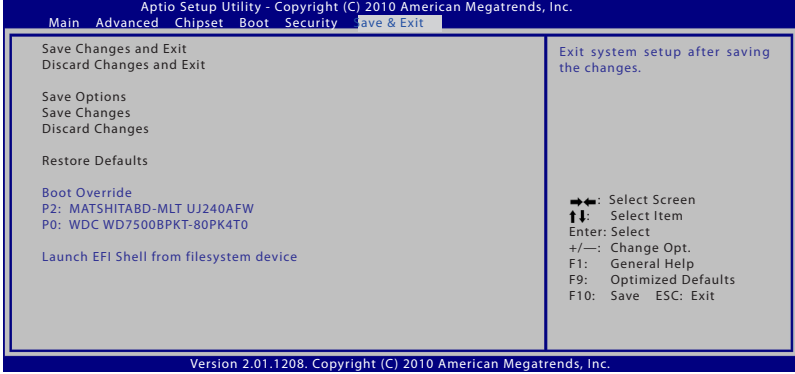 Aptio Setup Utility - Copyright (C) 2010 American Megatrends, Inc.
Main Advanced Chipset Boot Security Save & Exit
Save Changes and Exit
Discard Changes and Exit
Save Options
Save Changes
Discard Changes
Restore Defaults
Boot Override
P2: MATSHITABD-MLT UJ240AFW
P0: WDC WD7500BPKT-80PK4T0
Launch EFI Shell from filesystem device
Exit system setup after saving
the changes.
→←: Select Screen
↑↓: Select Item
Enter: Select
+/—: Change Opt.
F1: General Help
F9: Optimized Defaults
F10: Save ESC: Exit
Version 2.01.1208. Copyright (C) 2010 American Megatrends, Inc.